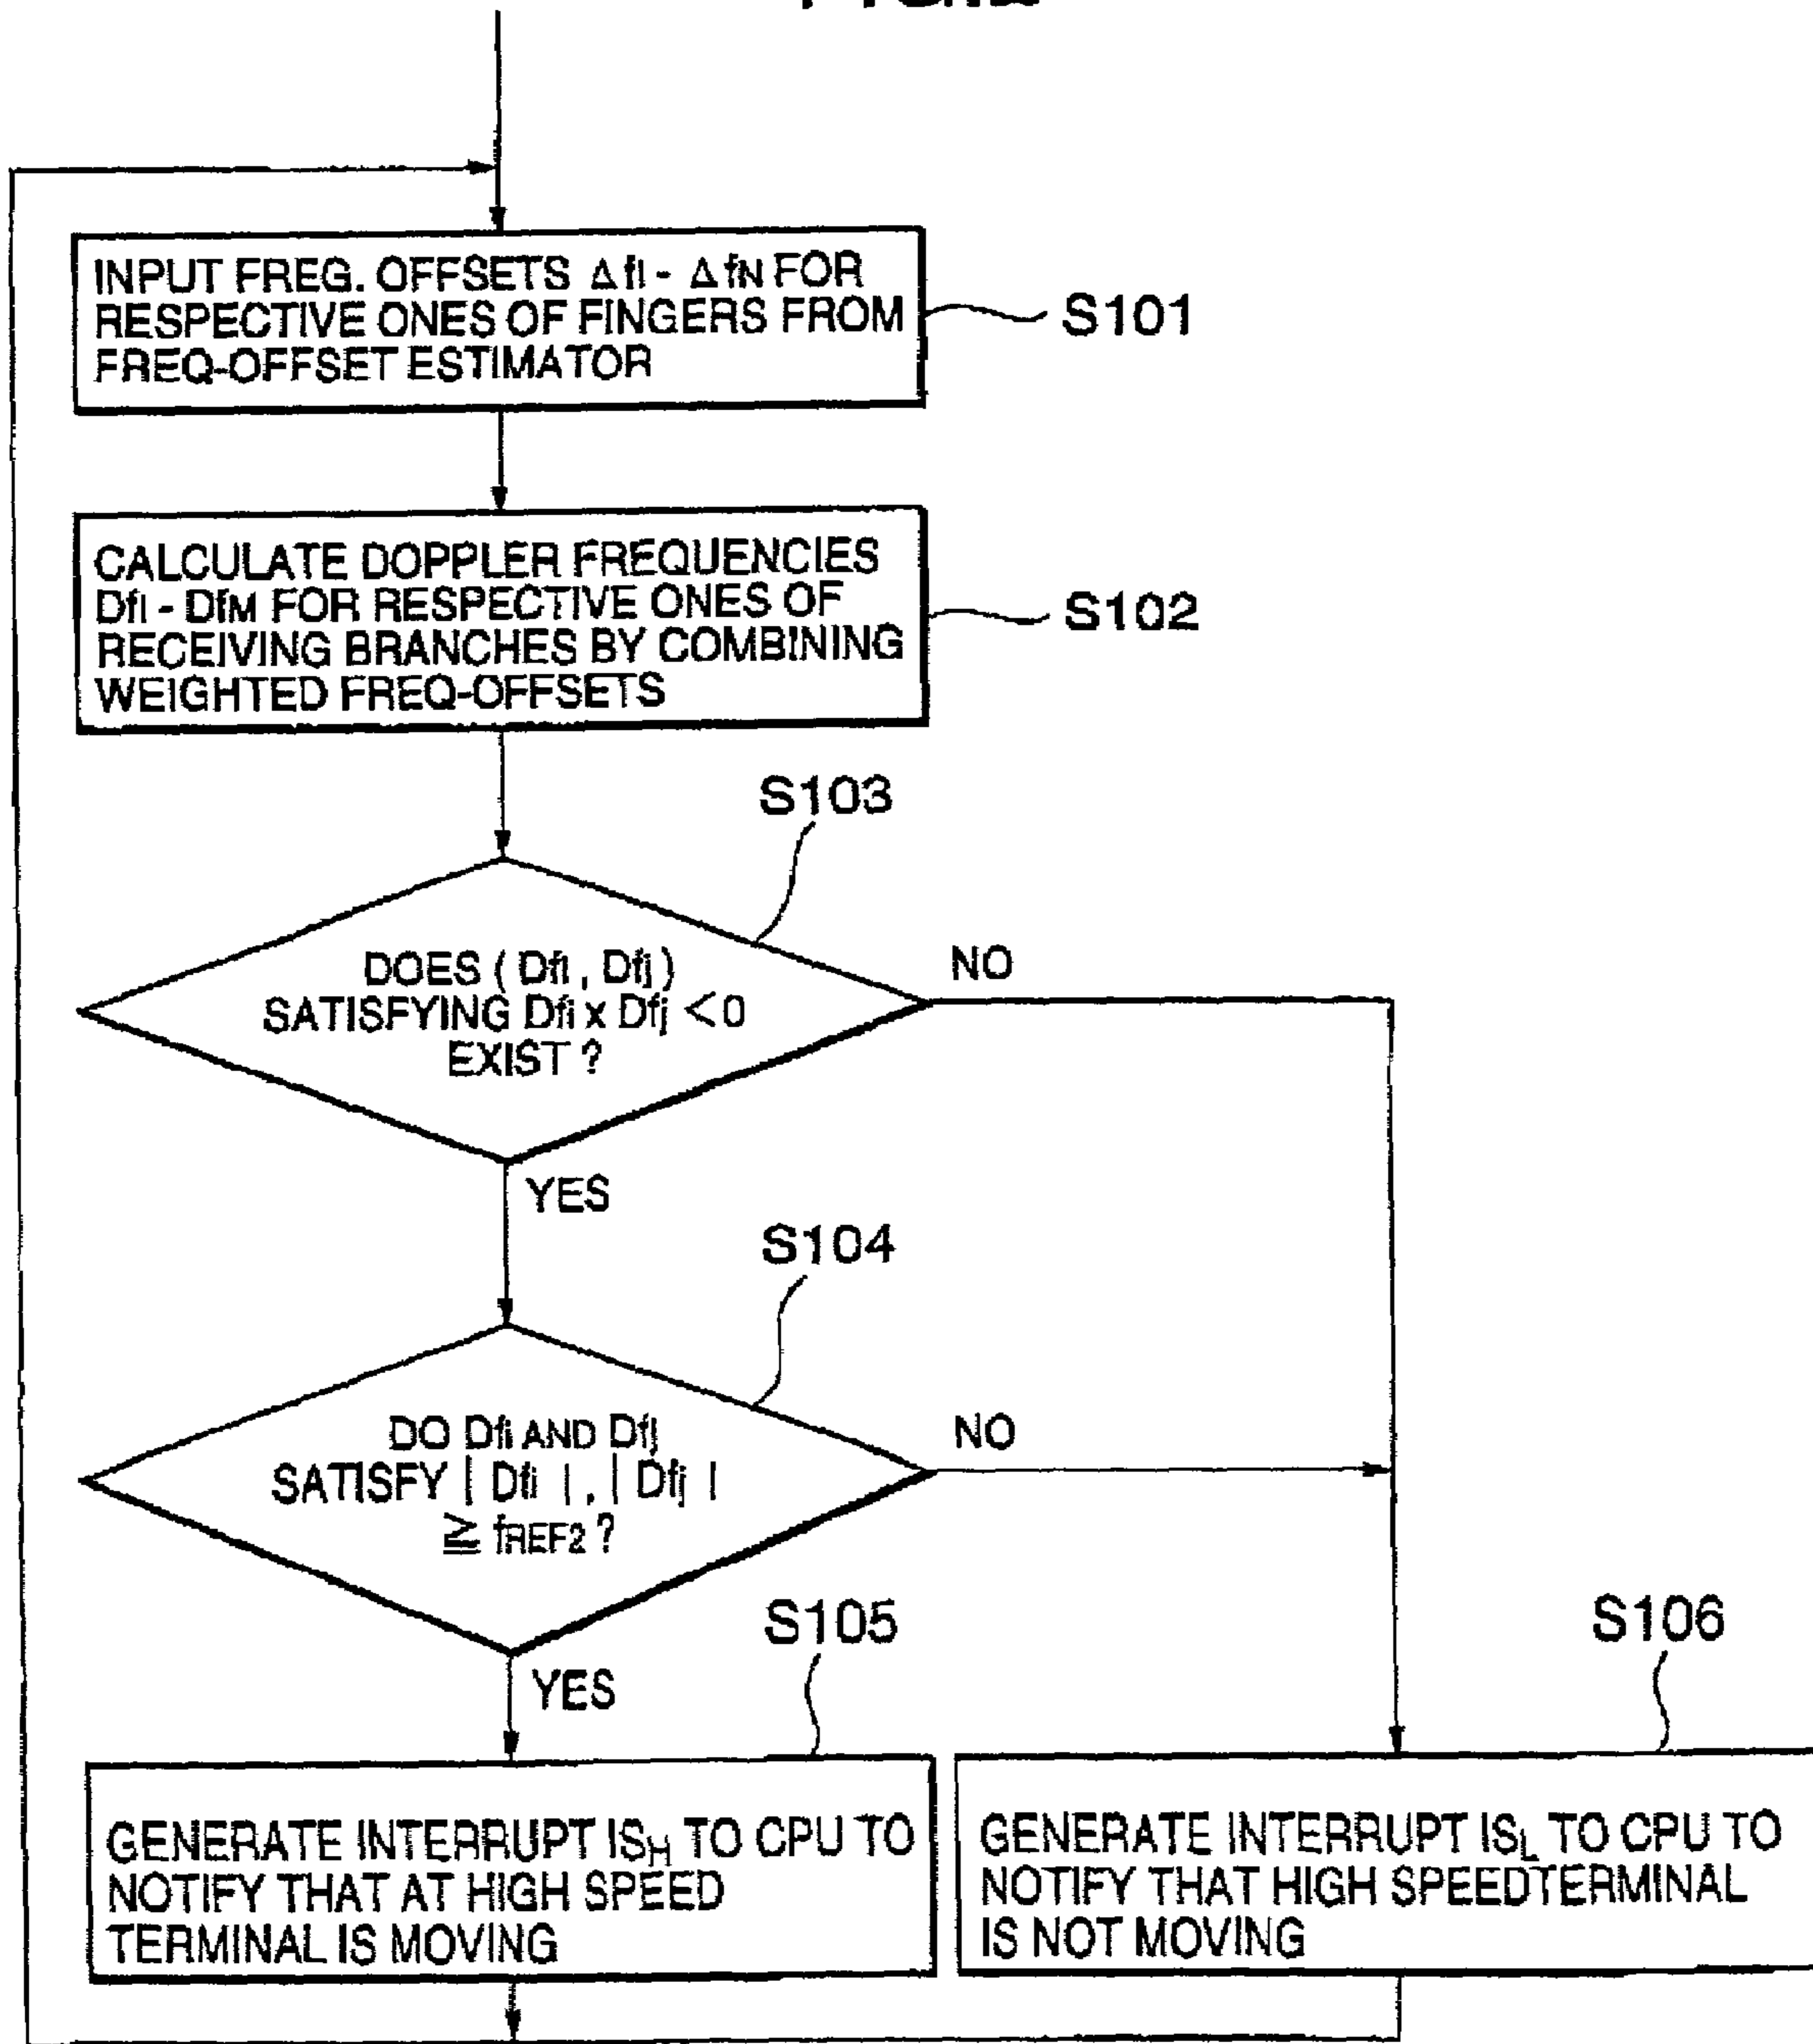 INPUT FREG. OFFSETS Δfl - ΔfN FOR
RESPECTIVE ONES OF FINGERS FROM
FREQ-OFFSET ESTIMATOR
S101
CALCULATE DOPPLER FREQUENCIES
Dfl - DfM FOR RESPECTIVE ONES OF
RECEIVING BRANCHES BY COMBINING
WEIGHTED FREQ-OFFSETS
S102
S103
DOES ( Dfi , Dfj )
SATISFYING Dfi x Dfj <0
EXIST ?
NO
YES
S104
DO Dfi AND Dfj
SATISFY | Dfi | , | Dfj |
≧ fREF2 ?
NO
YES
S105
GENERATE INTERRUPT ISH TO CPU TO
NOTIFY THAT AT HIGH SPEED
TERMINAL IS MOVING
S106
GENERATE INTERRUPT ISL TO CPU TO
NOTIFY THAT HIGH SPEEDTERMINAL
IS NOT MOVING